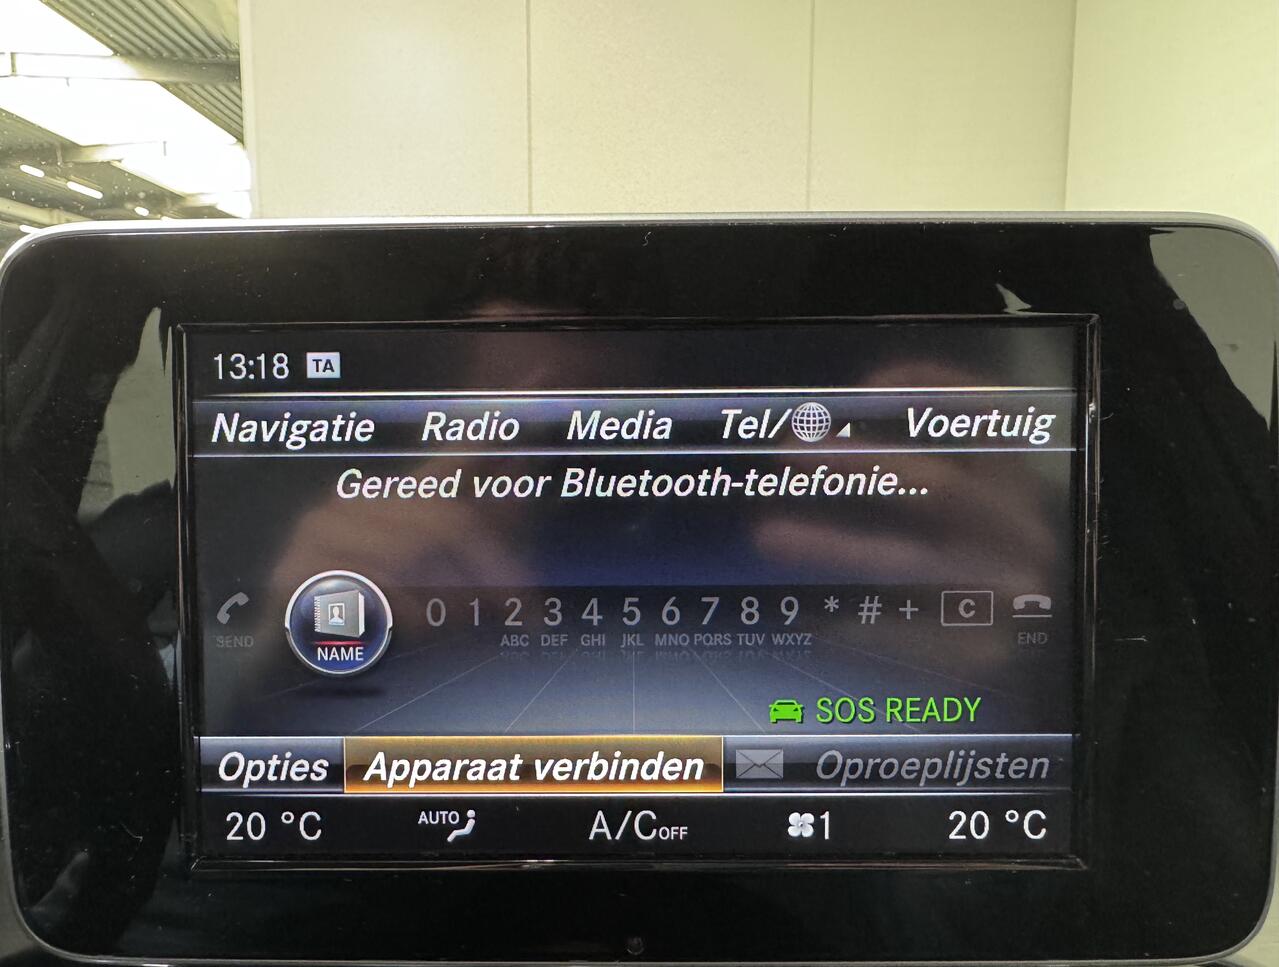 13:18 TA
Navigatie Radio Media Tel/ Voertuig
Gereed voor Bluetooth-telefonie...
0 1 2 3 4 5 6 7 8 9 * # + C
SEND NAME ABC DEF GHI JKL MNO PQRS TUV WXYZ END
SOS READY
Opties Apparaat verbinden Oproeplijsten
20 °C AUTO A/COFF 1 20 °C